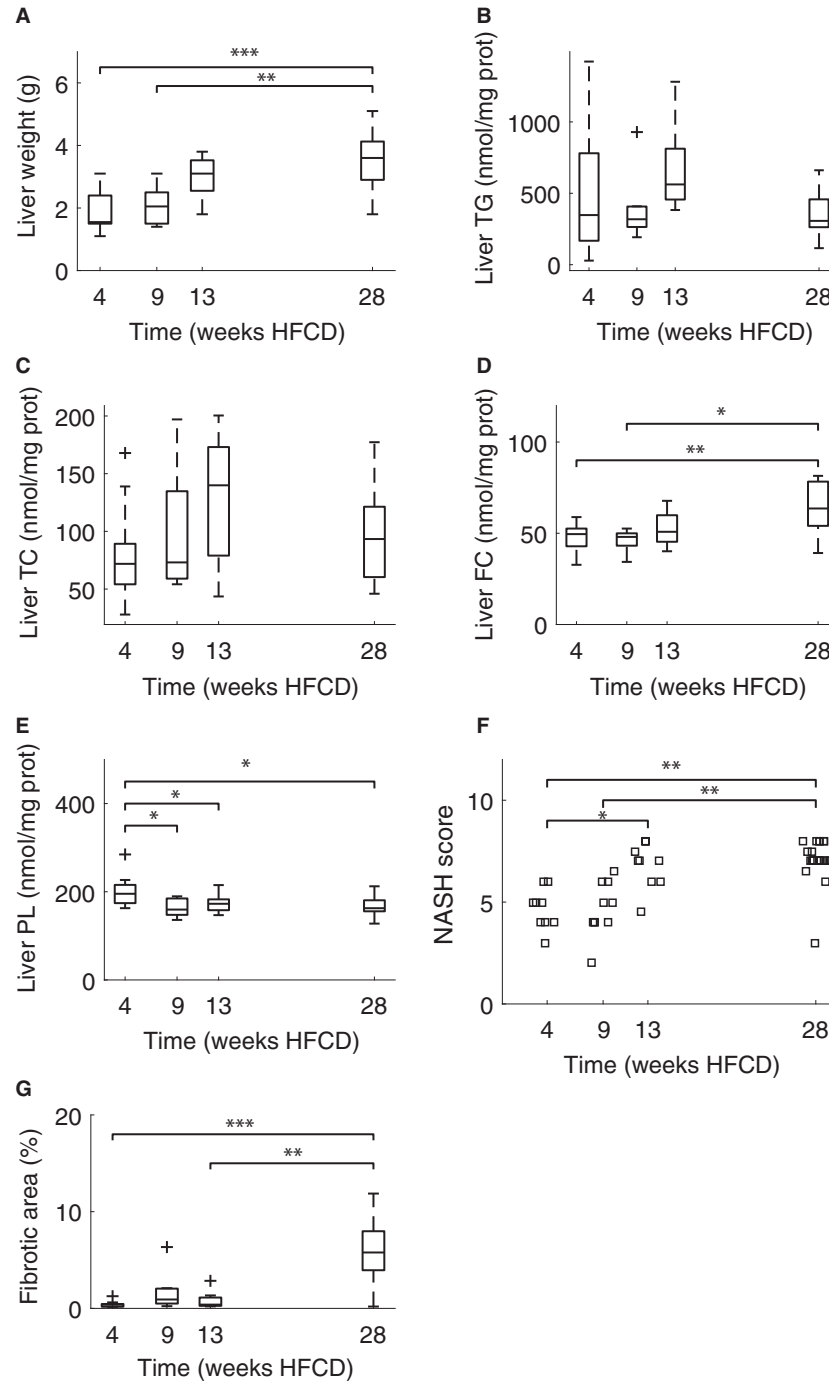 A
Liver weight (g)
6
4
2
0
***
**
4 9 13 28
Time (weeks HFCD)
B
Liver TG (nmol/mg prot)
1000
500
0
+
4 9 13 28
Time (weeks HFCD)
C
Liver TC (nmol/mg prot)
200
150
100
50
+
4 9 13 28
Time (weeks HFCD)
D
Liver FC (nmol/mg prot)
100
50
0
*
**
4 9 13 28
Time (weeks HFCD)
E
Liver PL (nmol/mg prot)
400
200
0
*
*
*
+
4 9 13 28
Time (weeks HFCD)
F
NASH score
10
5
0
**
**
*
4 9 13 28
Time (weeks HFCD)
G
Fibrotic area (%)
20
10
0
***
**
+
+
+
4 9 13 28
Time (weeks HFCD)